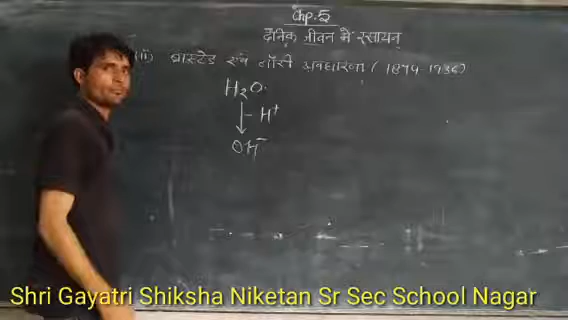 Chp. 5
दैनिक जीवन में रसायन
(ii) ब्रास्टेड एवं लॉरी अवधारणा (1874-1936)
H₂O
- H⁺
OH⁻
Shri Gayatri Shiksha Niketan Sr Sec School Nagar